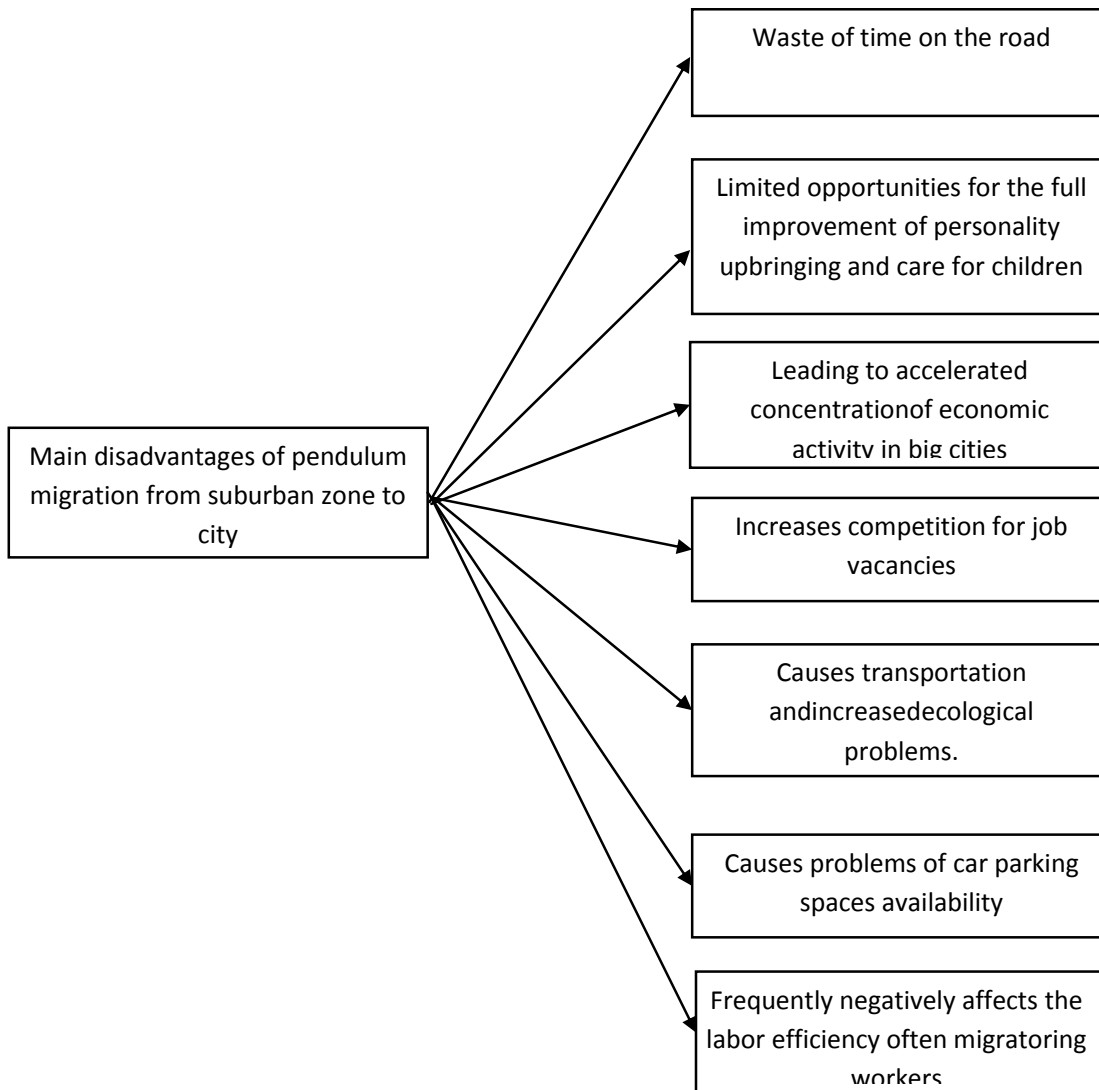 Waste of time on the road
Limited opportunities for the full
improvement of personality
upbringing and care for children
Leading to accelerated
concentrationof economic
activity in big cities
Main disadvantages of pendulum
migration from suburban zone to
city
Increases competition for job
vacancies
Causes transportation
andincreasedecological
problems.
Causes problems of car parking
spaces availability
Frequently negatively affects the
labor efficiency often migratoring
workers